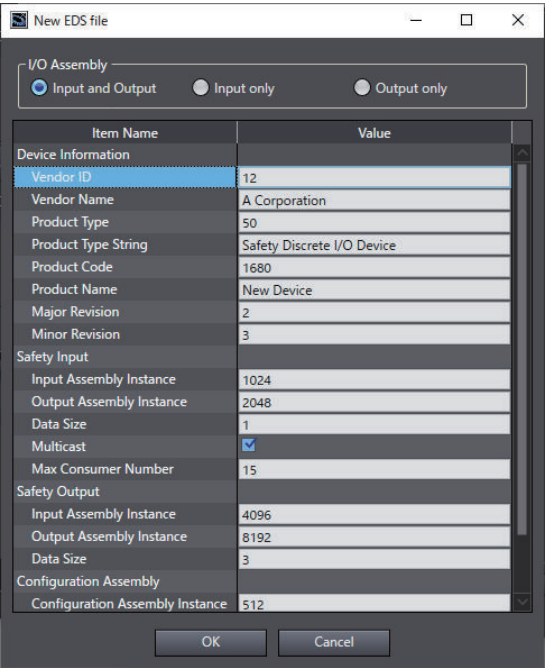 New EDS file
I/O Assembly
Input and Output Input only Output only
Item Name Value
Device Information
Vendor ID 12
Vendor Name A Corporation
Product Type 50
Product Type String Safety Discrete I/O Device
Product Code 1680
Product Name New Device
Major Revision 2
Minor Revision 3
Safety Input
Input Assembly Instance 1024
Output Assembly Instance 2048
Data Size 1
Multicast
Max Consumer Number 15
Safety Output
Input Assembly Instance 4096
Output Assembly Instance 8192
Data Size 3
Configuration Assembly
Configuration Assembly Instance 512
OK Cancel